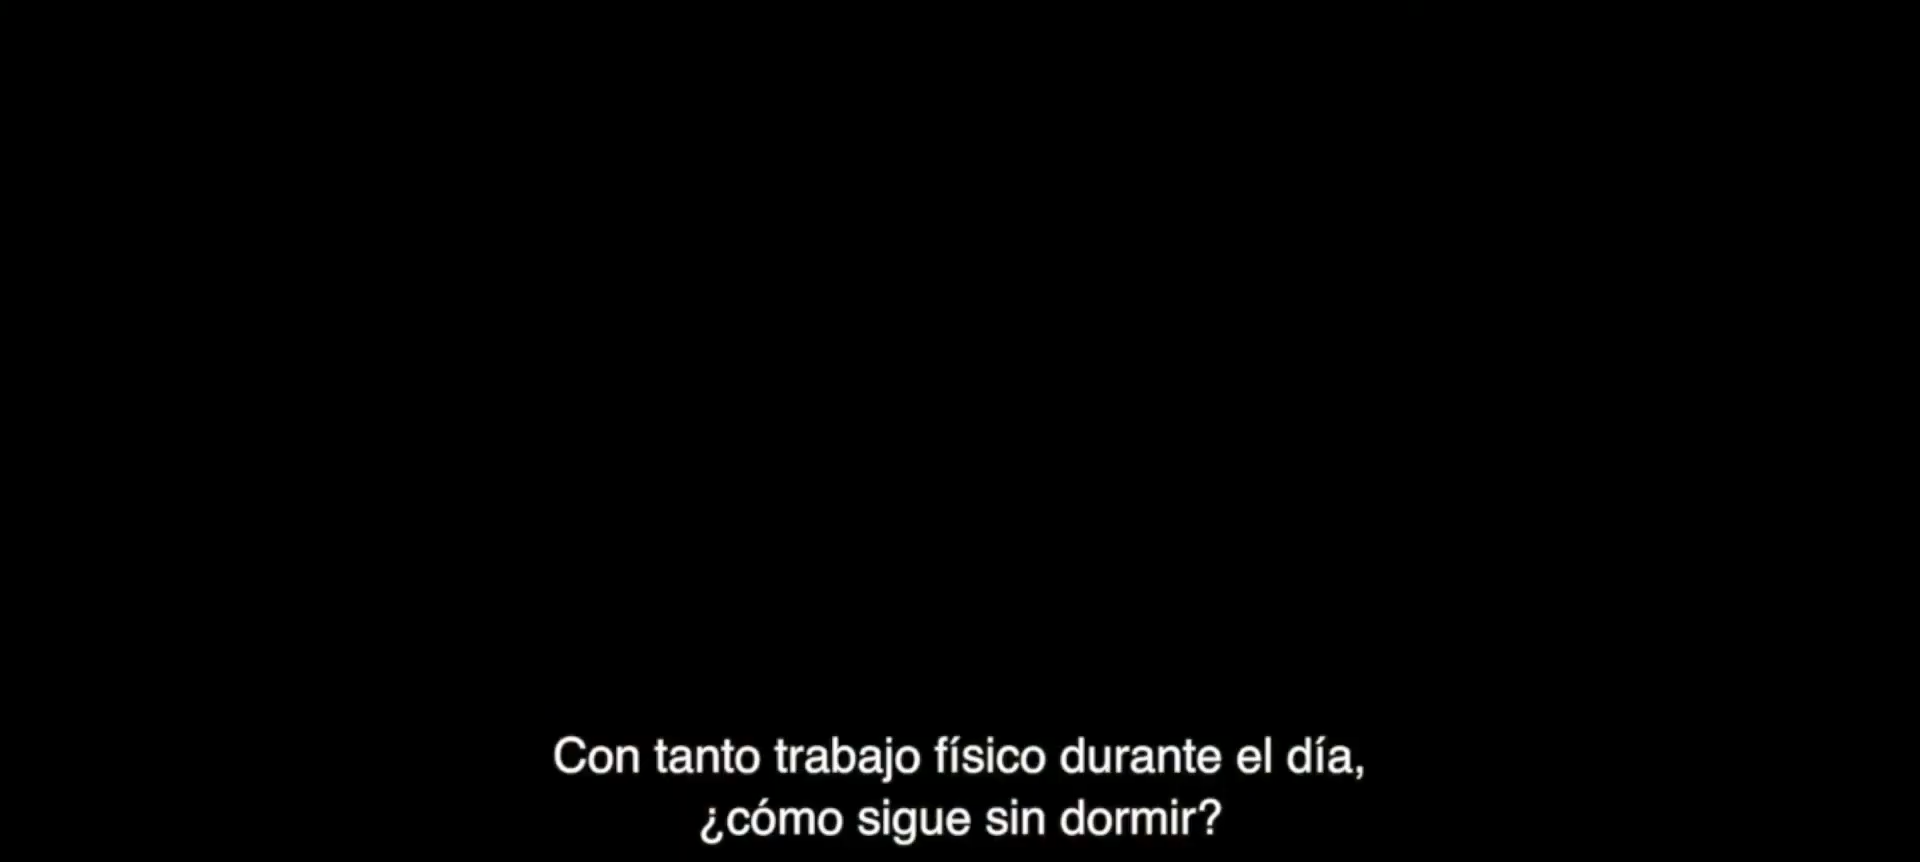 Con tanto trabajo físico durante el día,
¿cómo sigue sin dormir?